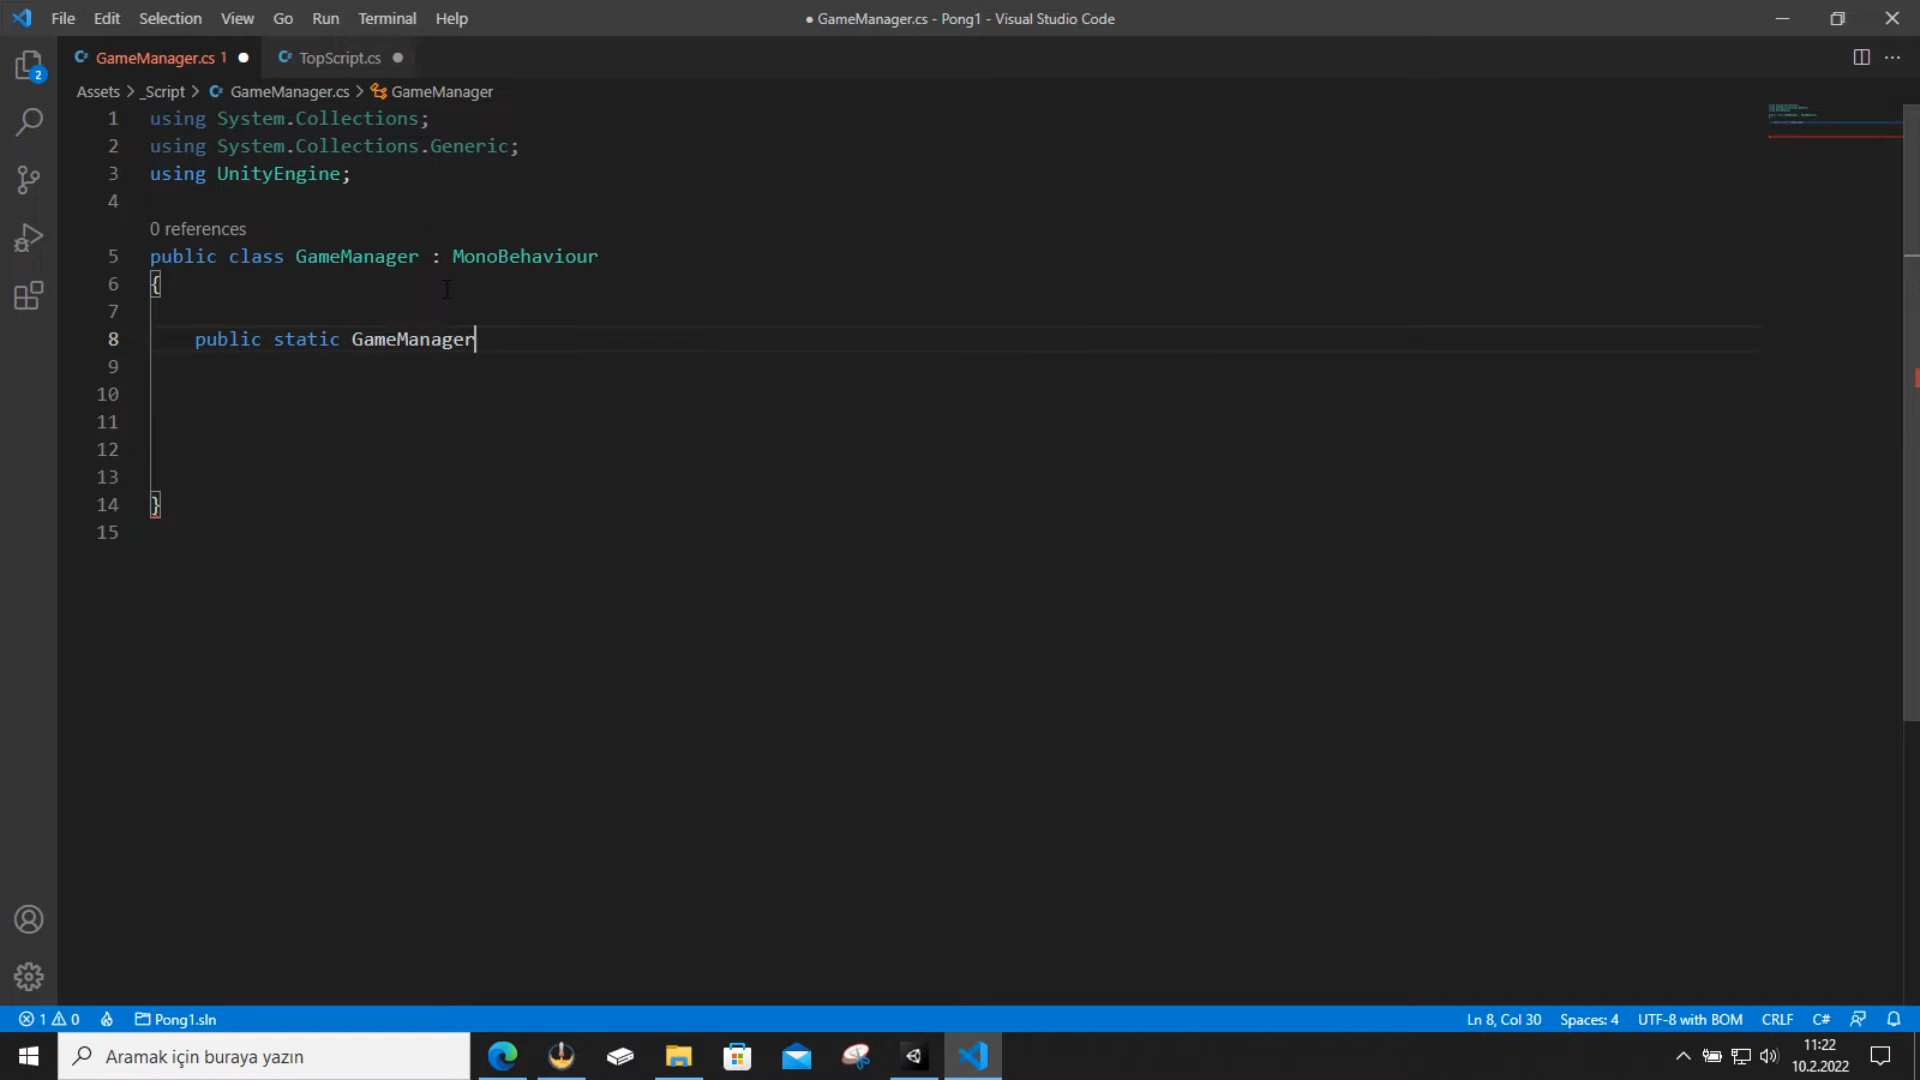 File Edit Selection View Go Run Terminal Help
● GameManager.cs - Pong1 - Visual Studio Code
GameManager.cs 1 ● TopScript.cs ●
Assets > _Script > GameManager.cs > GameManager
1 using System.Collections;
2 using System.Collections.Generic;
3 using UnityEngine;
4
0 references
5 public class GameManager : MonoBehaviour
6 {
7
8 public static GameManager
9
10
11
12
13
14 }
15
2
1 0 Pong1.sln
Ln 8, Col 30 Spaces: 4 UTF-8 with BOM CRLF C#
Aramak için buraya yazın
11:22
10.2.2022